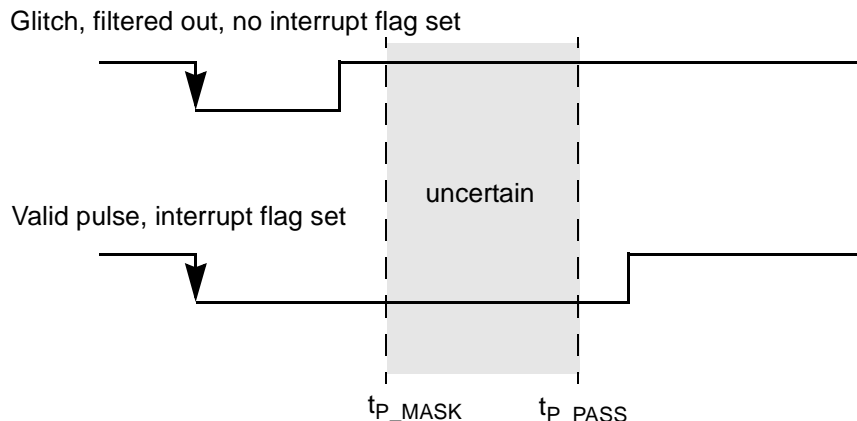 Glitch, filtered out, no interrupt flag set
uncertain
Valid pulse, interrupt flag set
tP_MASK
tP_PASS